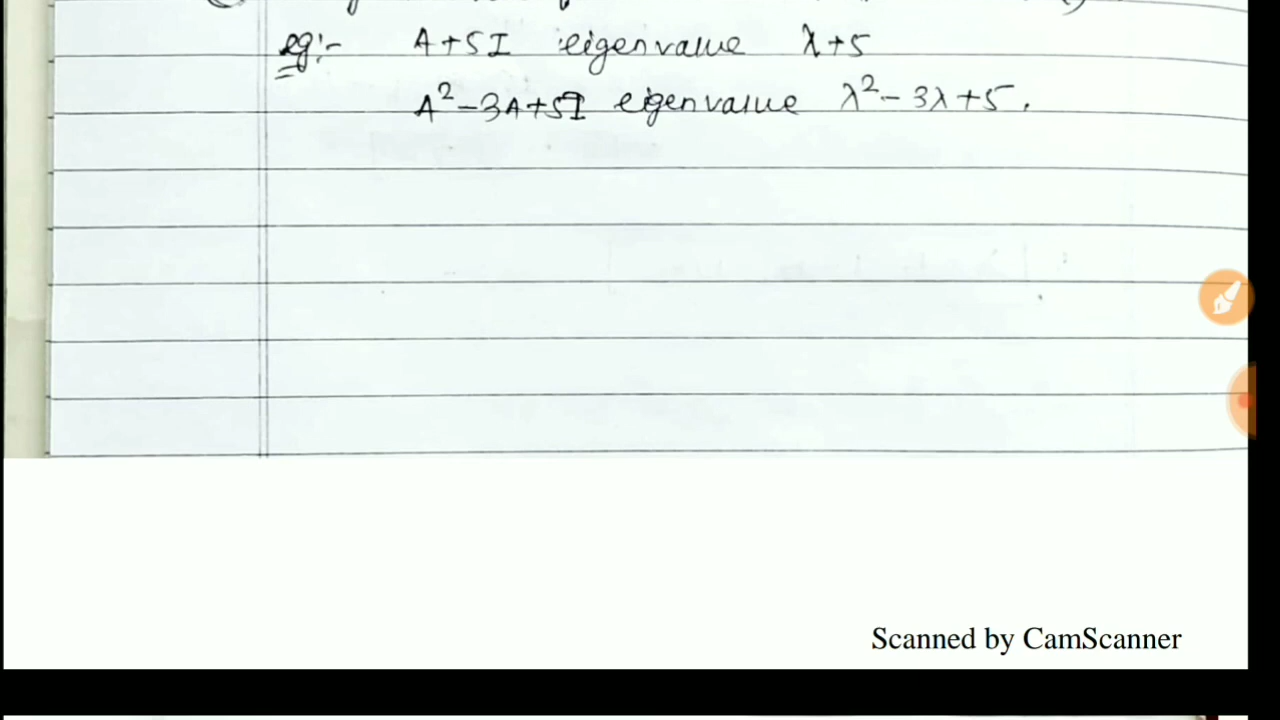 eg:- A+5I eigenvalue λ+5
A²-3A+5I eigenvalue λ²-3λ+5.
Scanned by CamScanner